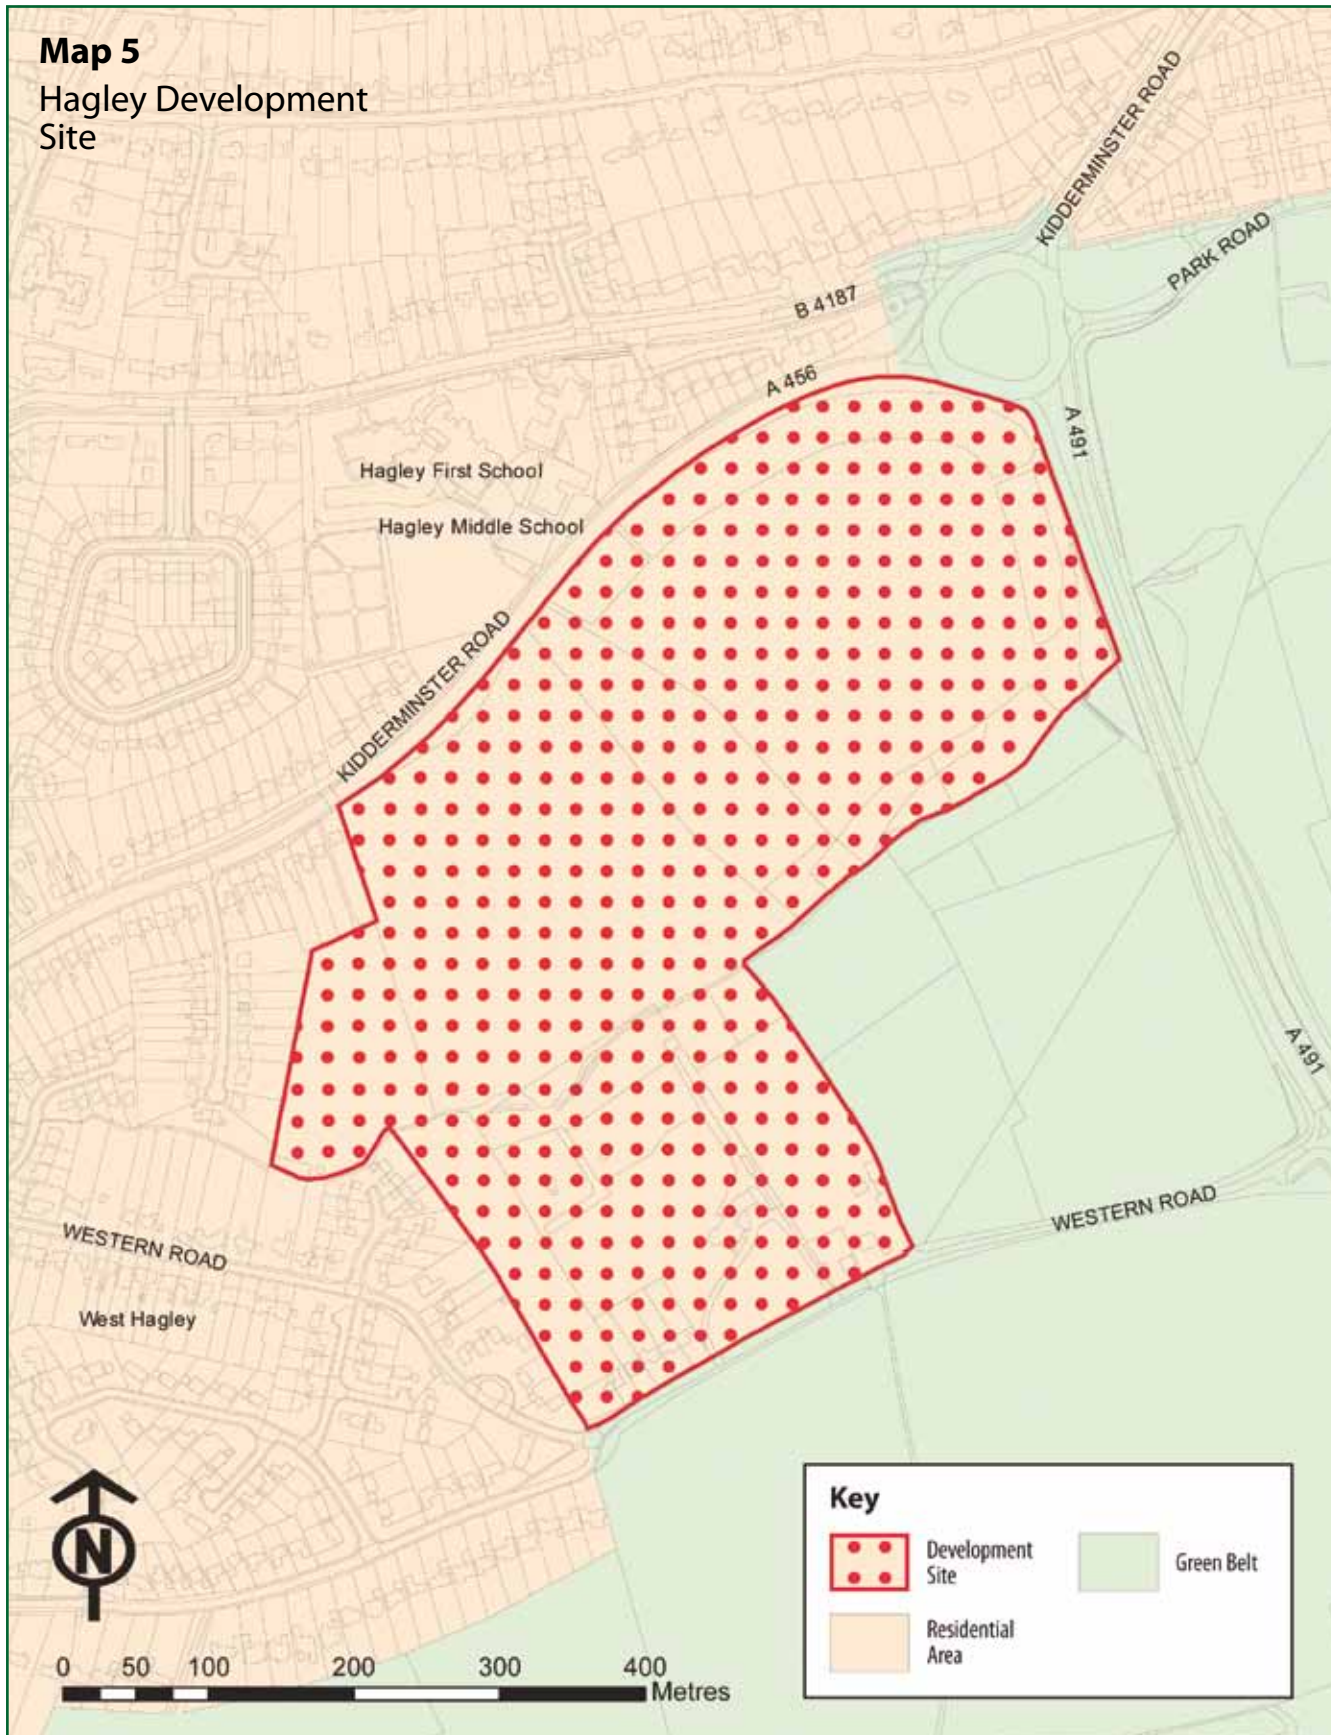 Map 5
Hagley Development
Site
KIDDERMINSTER ROAD
PARK ROAD
B 4187
A 456
A 491
Hagley First School
Hagley Middle School
KIDDERMINSTER ROAD
A 491
WESTERN ROAD
WESTERN ROAD
West Hagley
Key
Development
Site
Green Belt
Residential
Area
N
0 50 100 200 300 400
Metres